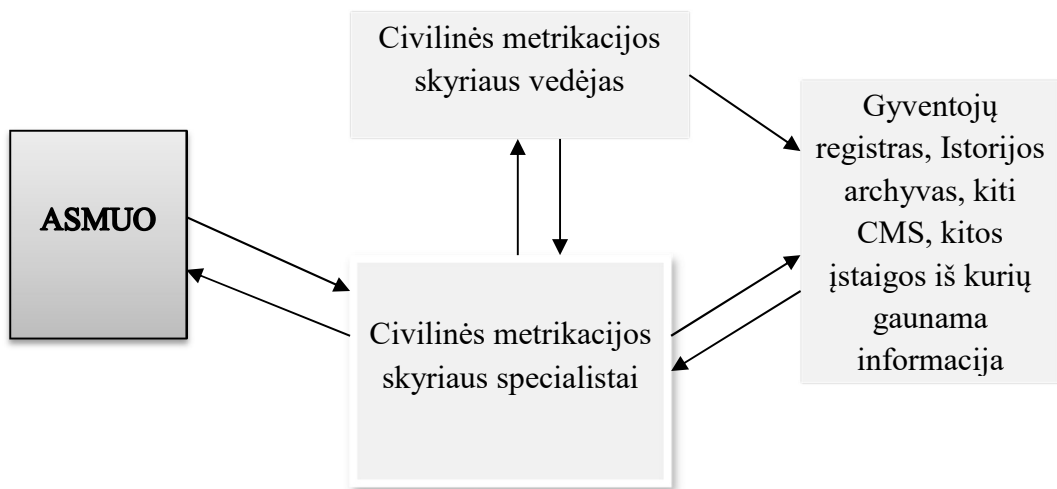 Civilinės metrikacijos
skyriaus vedėjas
Gyventojų
registras, Istorijos
archyvas, kiti
CMS, kitos
įstaigos iš kurių
gaunama
informacija
ASMUO
Civilinės metrikacijos
skyriaus specialistai